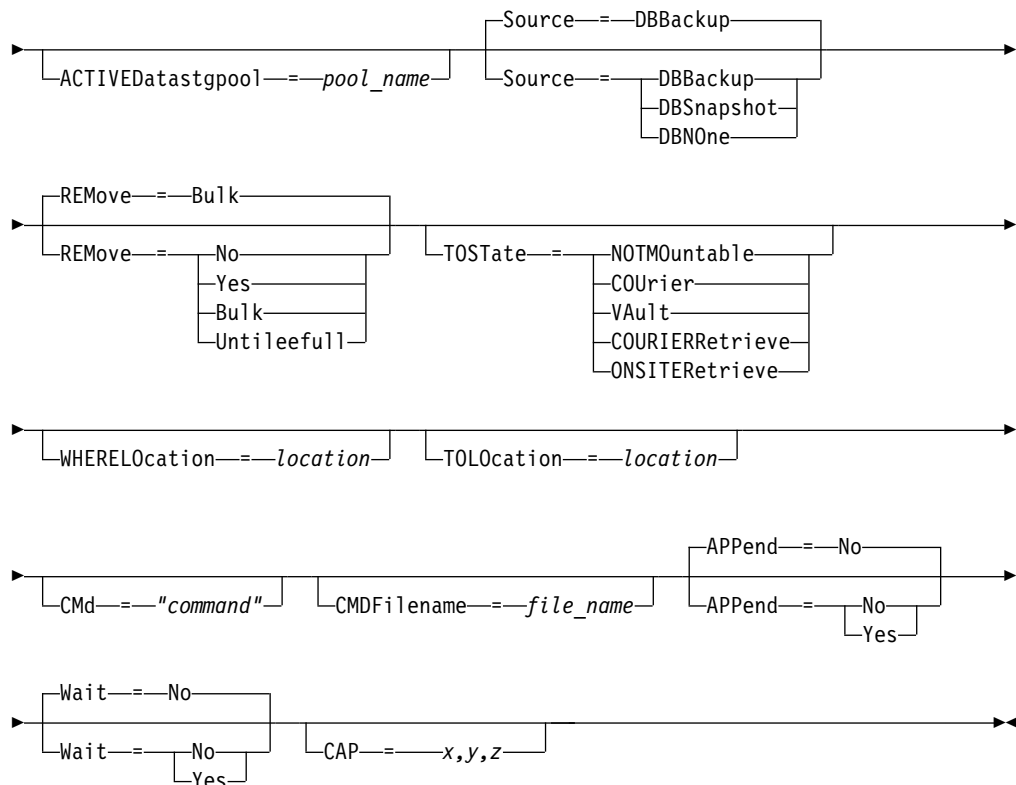 Source = DBBackup
ACTIVEDatastgpool = pool_name
Source = DBBackup
DBSnapshot
DBNOne
REMove = Bulk
REMove = No
Yes
Bulk
Untileefull
TOSTate = NOTMOuntable
COUrier
VAult
COURIERRetrieve
ONSITERetrieve
WHERELOcation = location
TOLOcation = location
CMd = "command"
CMDFilename = file_name
APPend = No
APPend = No
Yes
Wait = No
Wait = No
Yes
CAP = x,y,z